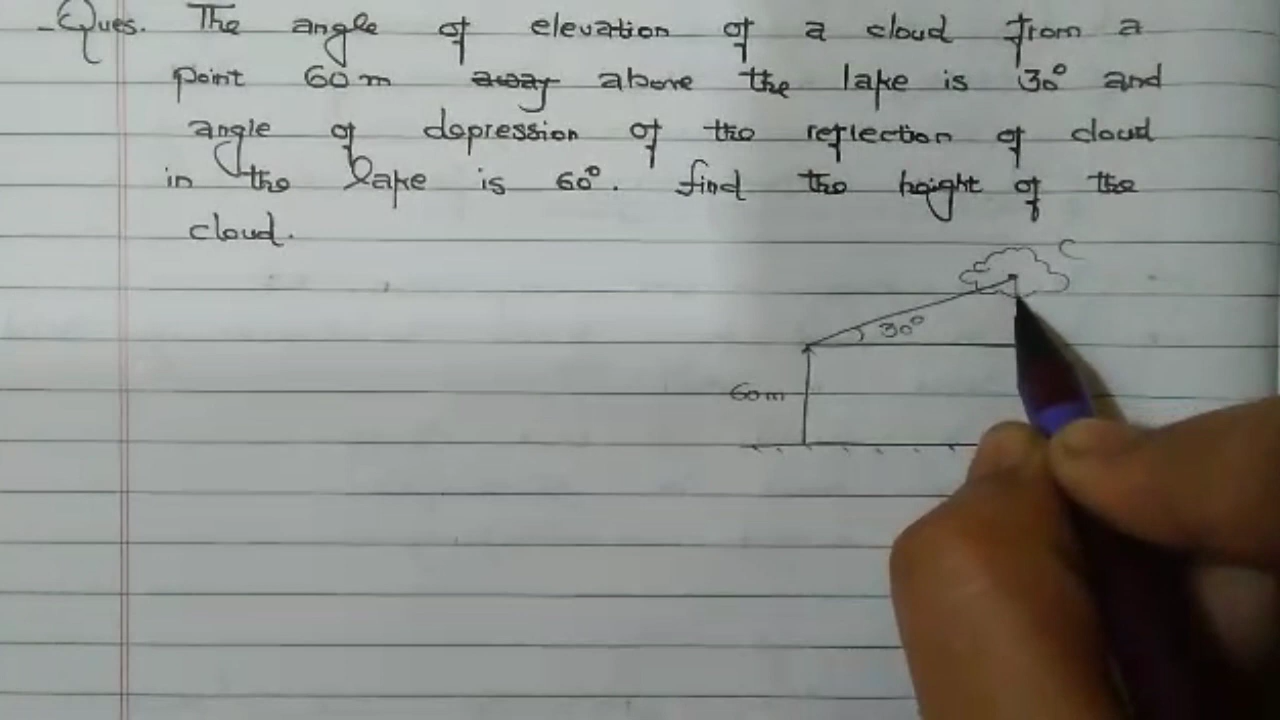 Ques. The angle of elevation of a cloud from a
point 60m away above the lake is 30° and
angle of depression of the reflection of cloud
in the lake is 60°. find the height of the
cloud.
C
30°
60m